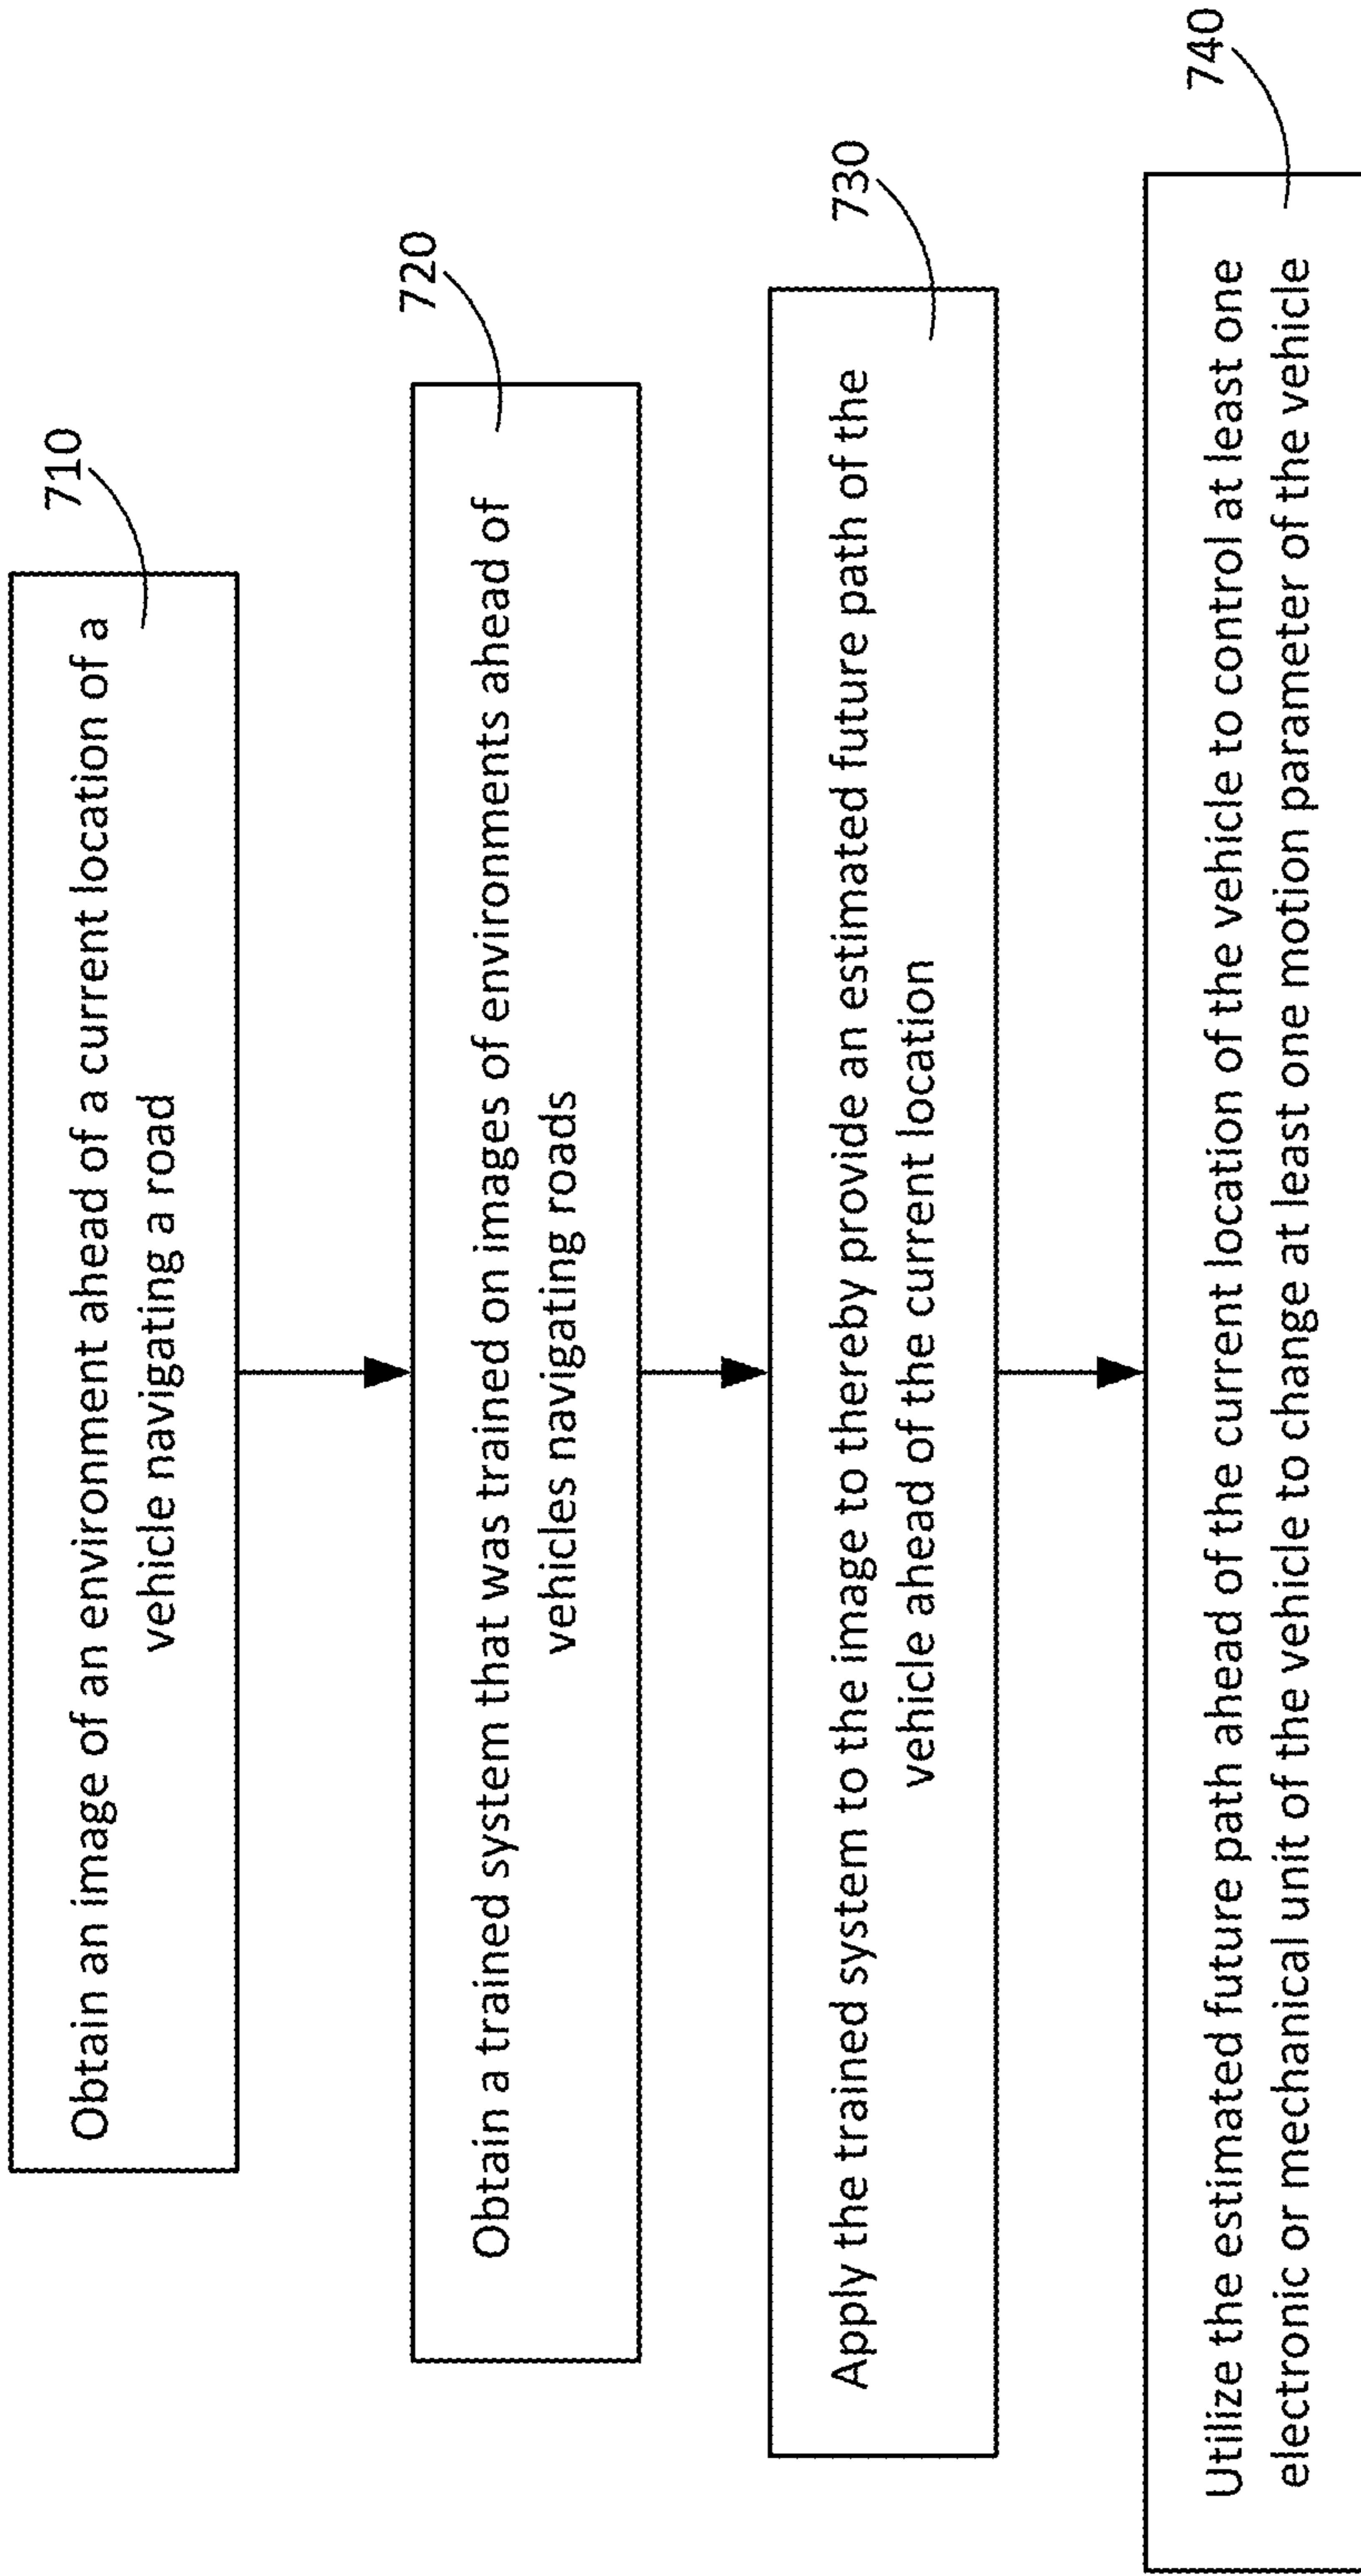 710
Obtain an image of an environment ahead of a current location of a
vehicle navigating a road
720
Obtain a trained system that was trained on images of environments ahead of
vehicles navigating roads
730
Apply the trained system to the image to thereby provide an estimated future path of the
vehicle ahead of the current location
740
Utilize the estimated future path ahead of the current location of the vehicle to control at least one
electronic or mechanical unit of the vehicle to change at least one motion parameter of the vehicle